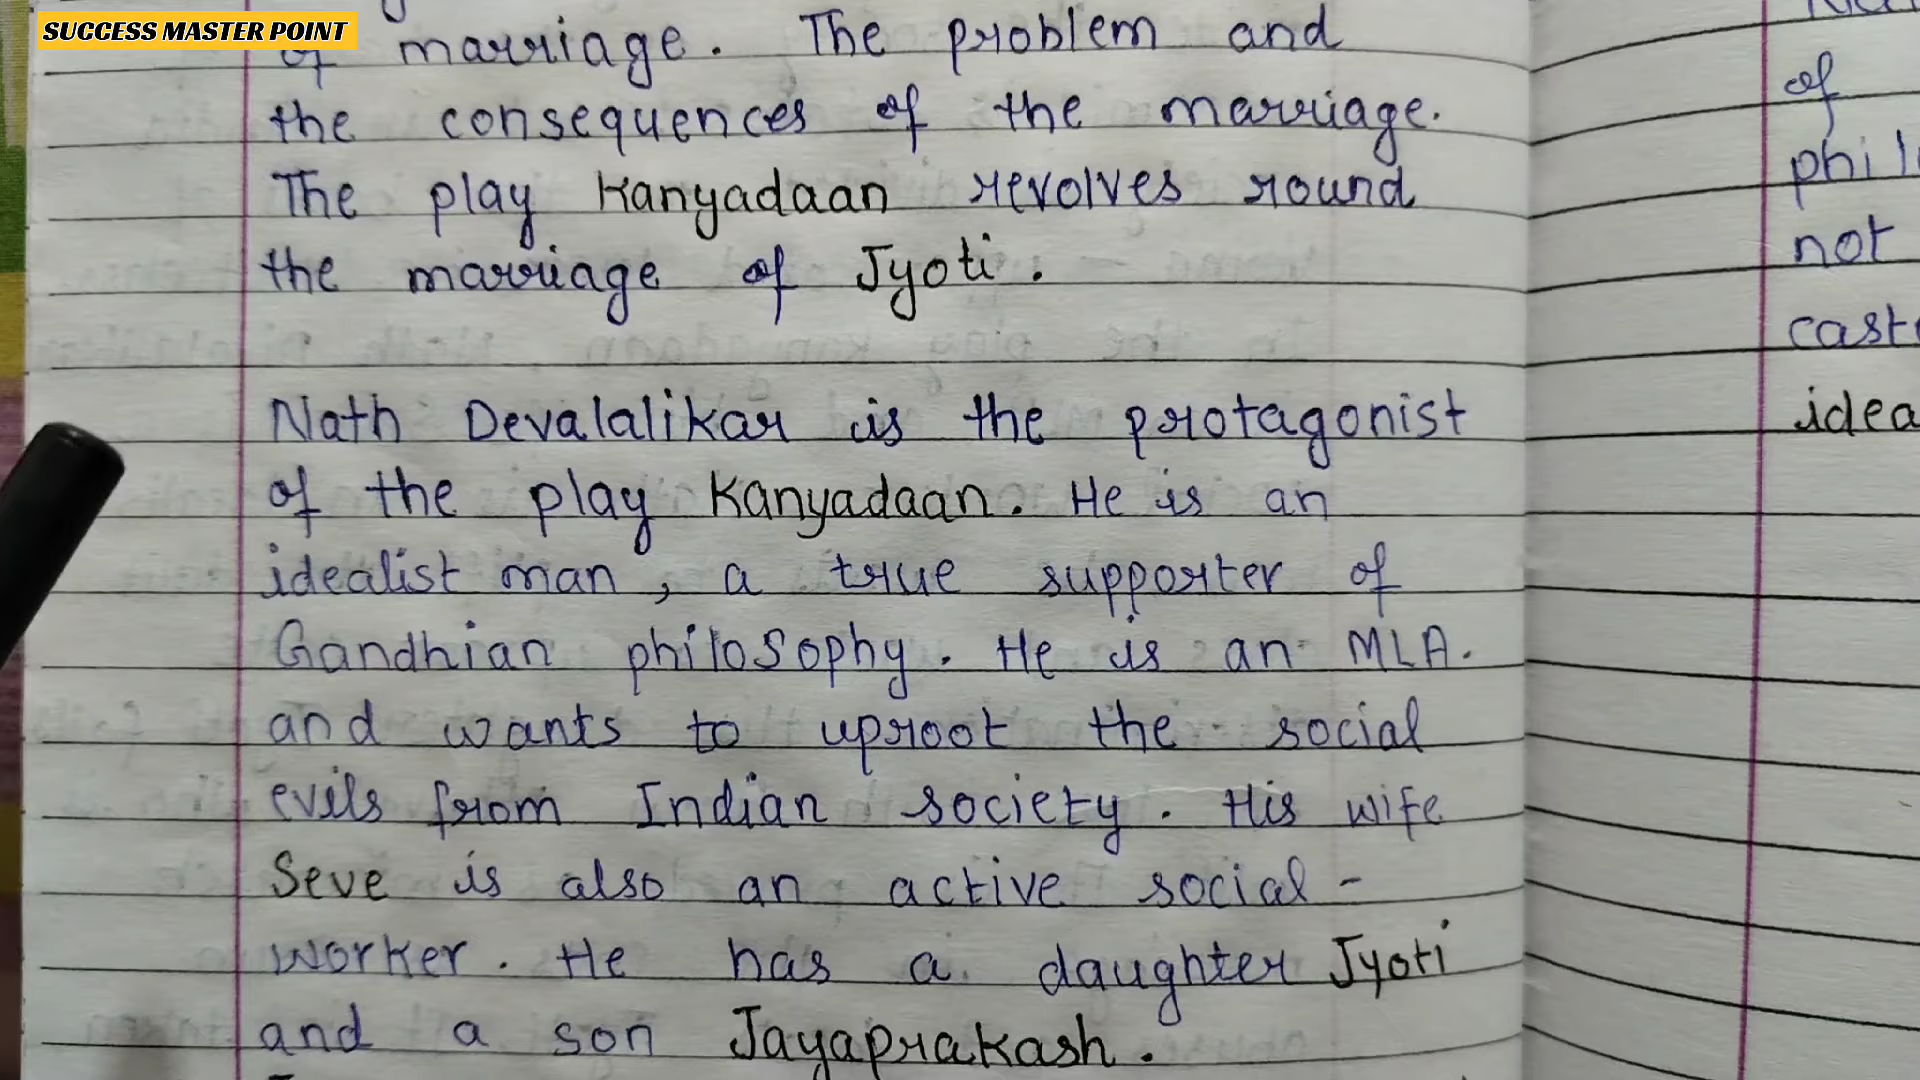 SUCCESS MASTER POINT
of marriage. The problem and
the consequences of the marriage.
The play Kanyadaan revolves round
the marriage of Jyoti.
Nath Devalalikar is the protagonist
of the play Kanyadaan. He is an
idealist man, a true supporter of
Gandhian philosophy. He is an MLA.
and wants to uproot the social
evils from Indian society. His wife
Seve is also an active social-
worker. He has a daughter Jyoti
and a son Jayaprakash.
of
not